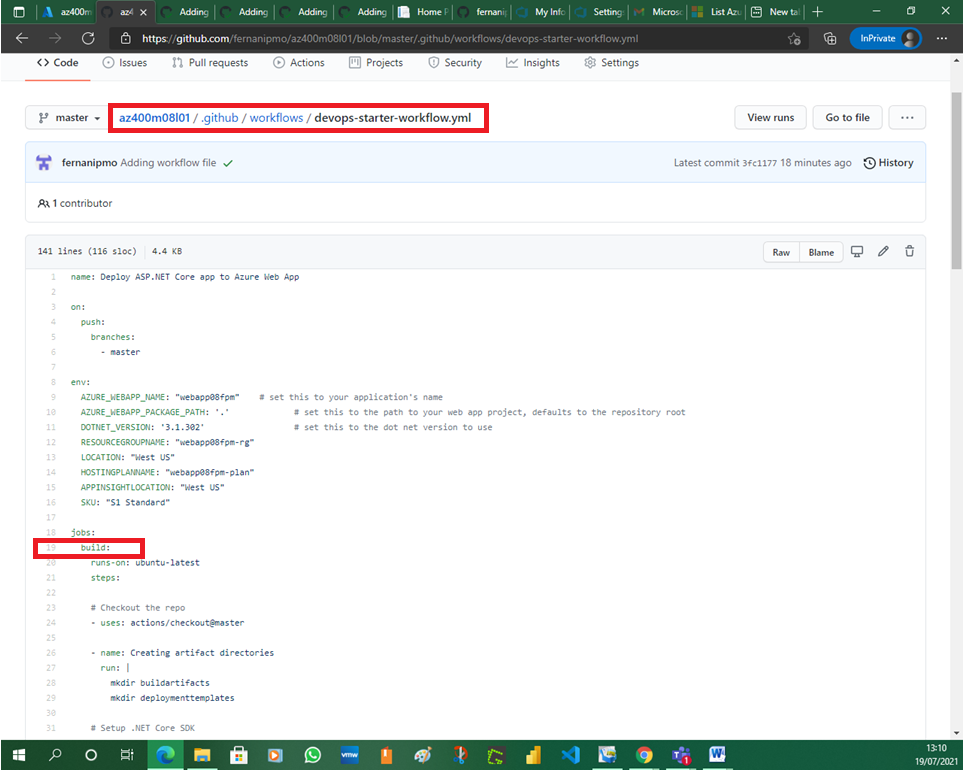 az400m
az4
Adding
Adding
Adding
Adding
Home P
fernanip
My Info
Setting
Microso
List Azu
New tab
https://github.com/fernanipmo/az400m08l01/blob/master/.github/workflows/devops-starter-workflow.yml
InPrivate
Code Issues Pull requests Actions Projects Security Insights Settings
master az400m08l01 / .github / workflows / devops-starter-workflow.yml View runs Go to file ...
fernanipmo Adding workflow file Latest commit 3fc1177 18 minutes ago History
1 contributor
141 lines (116 sloc) 4.4 KB Raw Blame
1 name: Deploy ASP.NET Core app to Azure Web App
2
3 on:
4 push:
5 branches:
6 - master
7
8 env:
9 AZURE_WEBAPP_NAME: "webapp08fpm" # set this to your application's name
10 AZURE_WEBAPP_PACKAGE_PATH: '.' # set this to the path to your web app project, defaults to the repository root
11 DOTNET_VERSION: '3.1.302' # set this to the dot net version to use
12 RESOURCEGROUPNAME: "webapp08fpm-rg"
13 LOCATION: "West US"
14 HOSTINGPLANNAME: "webapp08fpm-plan"
15 APPINSIGHTLOCATION: "West US"
16 SKU: "S1 Standard"
17
18 jobs:
19 build:
20 runs-on: ubuntu-latest
21 steps:
22
23 # Checkout the repo
24 - uses: actions/checkout@master
25
26 - name: Creating artifact directories
27 run: |
28 mkdir buildartifacts
29 mkdir deploymenttemplates
30
31 # Setup .NET Core SDK
vmw
1
13:10
19/07/2021